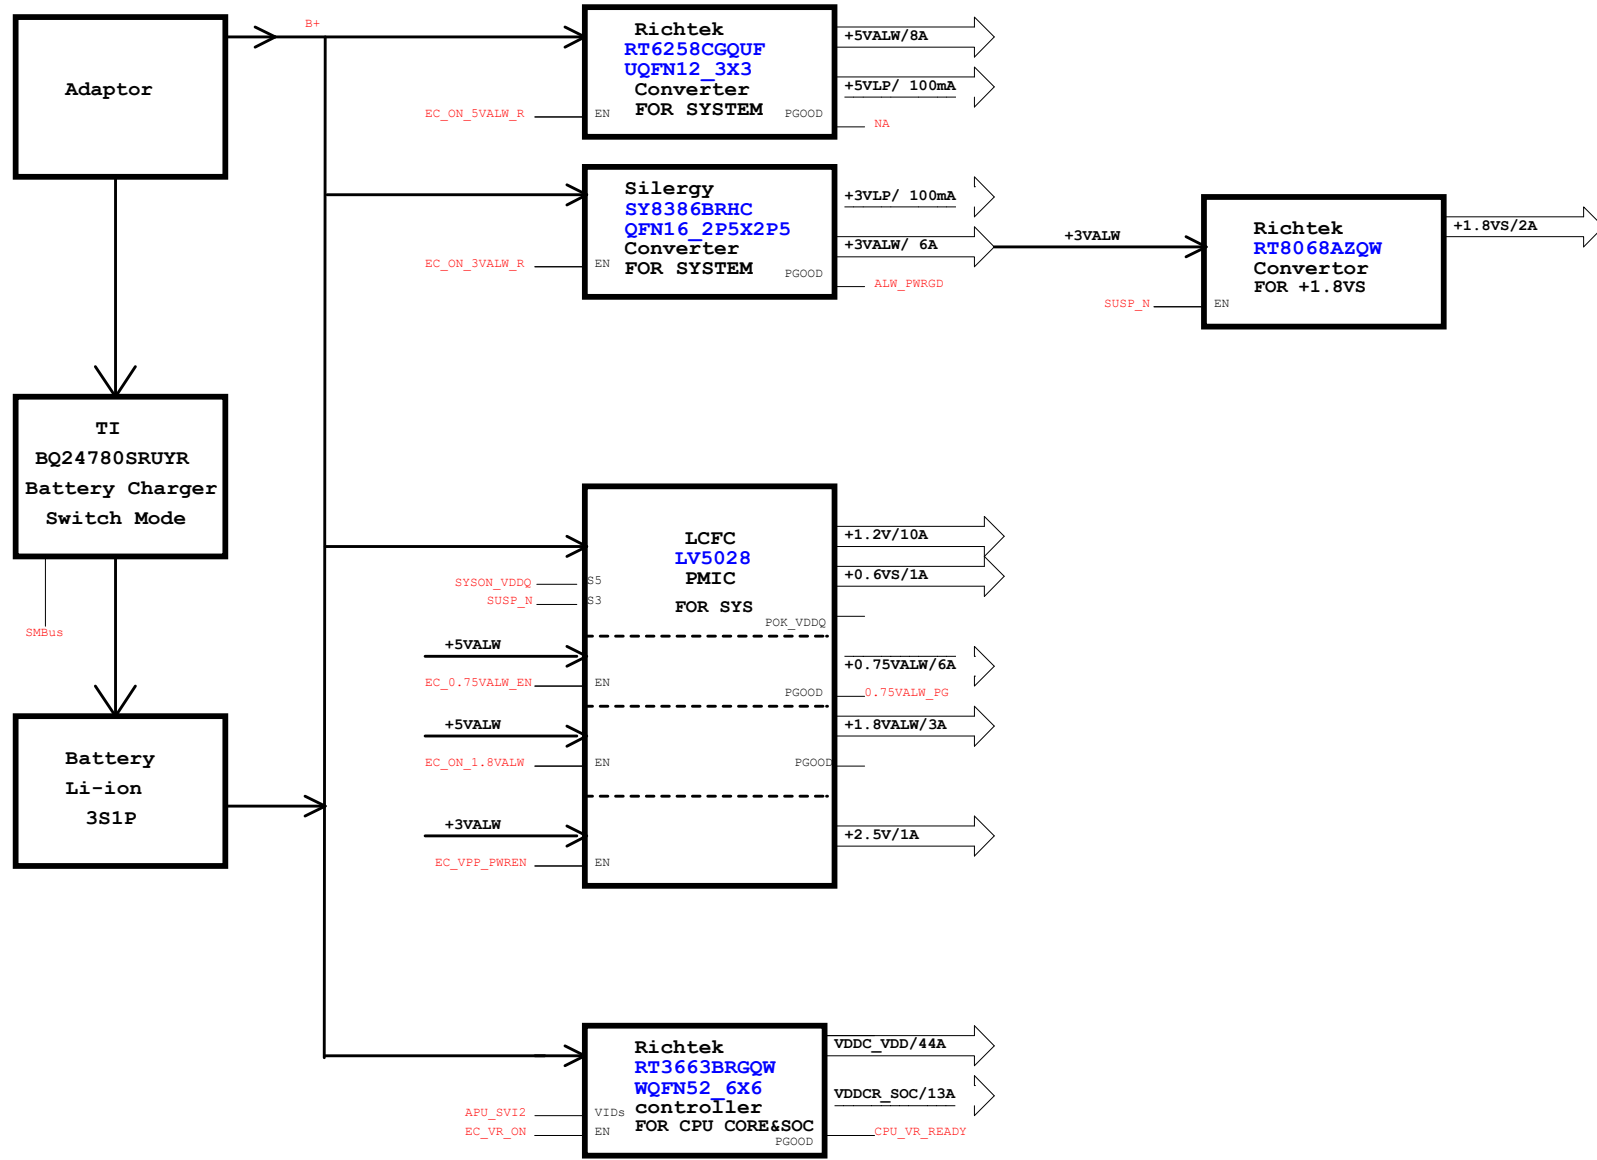 B+
Adaptor
Richtek
RT6258CGQUF
UQFN12_3X3
Converter
FOR SYSTEM
EC_ON_5VALW_R
EN
PGOOD
+5VALW/8A
+5VLP/ 100mA
NA
Silergy
SY8386BRHC
QFN16_2P5X2P5
Converter
FOR SYSTEM
EC_ON_3VALW_R
EN
PGOOD
+3VLP/ 100mA
+3VALW/ 6A
ALW_PWRGD
+3VALW
Richtek
RT8068AZQW
Convertor
FOR +1.8VS
SUSP_N
EN
+1.8VS/2A
TI
BQ24780SRUYR
Battery Charger
Switch Mode
SMBus
Battery
Li-ion
3S1P
LCFC
LV5028
PMIC
FOR SYS
SYSON_VDDQ
S5
SUSP_N
S3
POK_VDDQ
+1.2V/10A
+0.6VS/1A
+5VALW
EC_0.75VALW_EN
EN
PGOOD
+0.75VALW/6A
0.75VALW_PG
+5VALW
EC_ON_1.8VALW
EN
PGOOD
+1.8VALW/3A
+3VALW
EC_VPP_PWREN
EN
+2.5V/1A
Richtek
RT3663BRGQW
WQFN52_6X6
controller
FOR CPU CORE&SOC
APU_SVI2
VIDs
EC_VR_ON
EN
PGOOD
VDDC_VDD/44A
VDDCR_SOC/13A
CPU_VR_READY